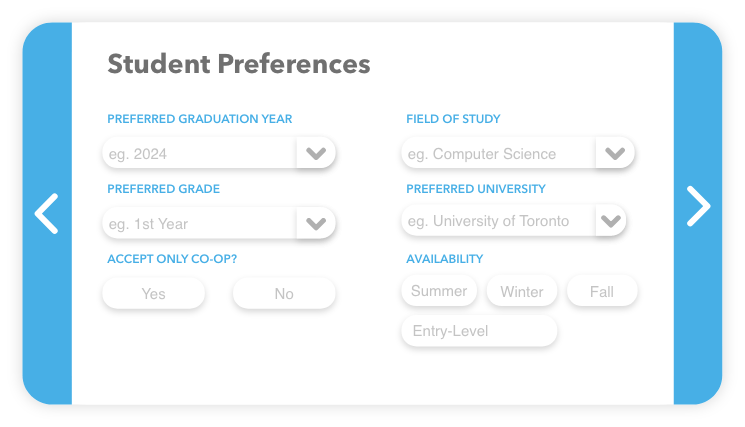 Student Preferences
PREFERRED GRADUATION YEAR
eg. 2024
PREFERRED GRADE
eg. 1st Year
ACCEPT ONLY CO-OP?
Yes No
FIELD OF STUDY
eg. Computer Science
PREFERRED UNIVERSITY
eg. University of Toronto
AVAILABILITY
Summer Winter Fall
Entry-Level